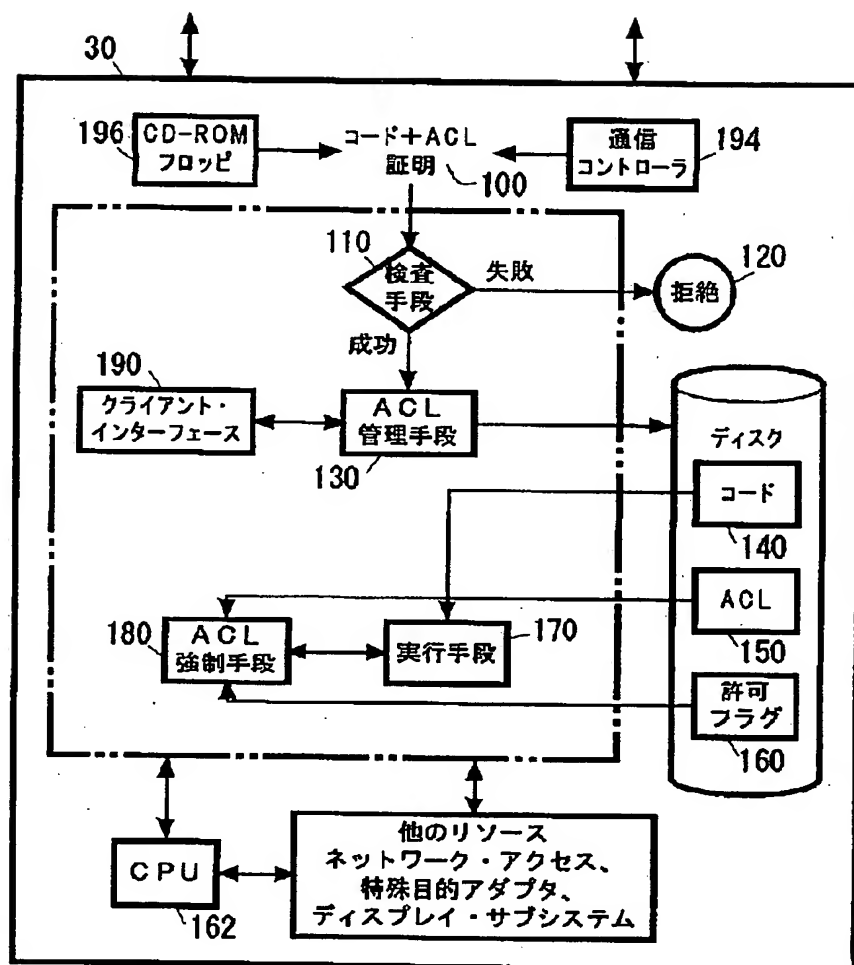 30
196
CD-ROM
フロッピ
コード+ACL
証明
100
通信
コントローラ
194
110
検査
手段
失敗
120
拒絶
成功
190
クライアント・
インターフェース
ACL
管理手段
130
ディスク
コード
140
ACL
150
許可
フラグ
160
180
ACL
強制手段
170
実行手段
CPU
162
他のリソース
ネットワーク・アクセス、
特殊目的アダプタ、
ディスプレイ・サブシステム